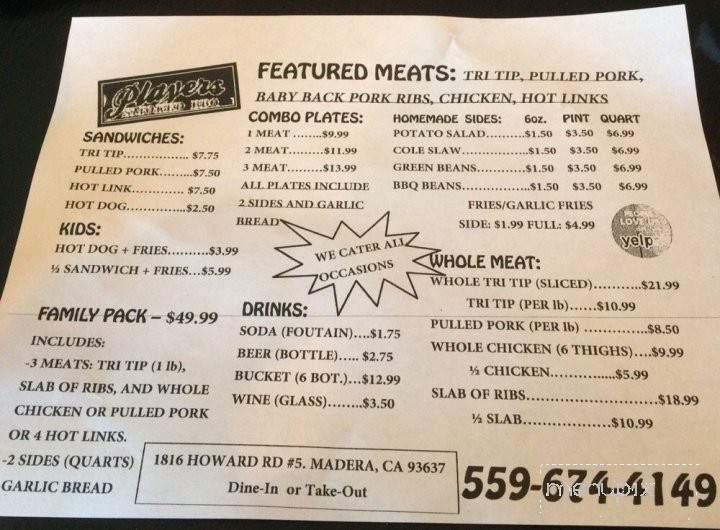 Players
FEATURED MEATS: TRI TIP, PULLED PORK,
BABY BACK PORK RIBS, CHICKEN, HOT LINKS
SANDWICHES:
TRI TIP................ $7.75
PULLED PORK........$7.50
HOT LINK............. $7.50
HOT DOG...............$2.50
KIDS:
HOT DOG + FRIES..........$3.99
½ SANDWICH + FRIES...$5.99
COMBO PLATES:
1 MEAT ........$9.99
2 MEAT.........$11.99
3 MEAT.........$13.99
ALL PLATES INCLUDE
2 SIDES AND GARLIC
BREAD
HOMEMADE SIDES: 6oz. PINT QUART
POTATO SALAD..........$1.50 $3.50 $6.99
COLE SLAW................$1.50 $3.50 $6.99
GREEN BEANS............$1.50 $3.50 $6.99
BBQ BEANS................$1.50 $3.50 $6.99
FRIES/GARLIC FRIES
SIDE: $1.99 FULL: $4.99
PEOPLE
LOVE US
yelp
WE CATER ALL
OCCASIONS
FAMILY PACK – $49.99
INCLUDES:
-3 MEATS: TRI TIP (1 lb),
SLAB OF RIBS, AND WHOLE
CHICKEN OR PULLED PORK
OR 4 HOT LINKS.
-2 SIDES (QUARTS)
GARLIC BREAD
DRINKS:
SODA (FOUTAIN)....$1.75
BEER (BOTTLE)..... $2.75
BUCKET (6 BOT.)...$12.99
WINE (GLASS)........$3.50
WHOLE MEAT:
WHOLE TRI TIP (SLICED)..........$21.99
TRI TIP (PER lb)......$10.99
PULLED PORK (PER lb) .............$8.50
WHOLE CHICKEN (6 THIGHS)....$9.99
½ CHICKEN..............$5.99
SLAB OF RIBS.................................$18.99
½ SLAB..................$10.99
1816 HOWARD RD #5. MADERA, CA 93637
Dine-In or Take-Out
559-674-4149